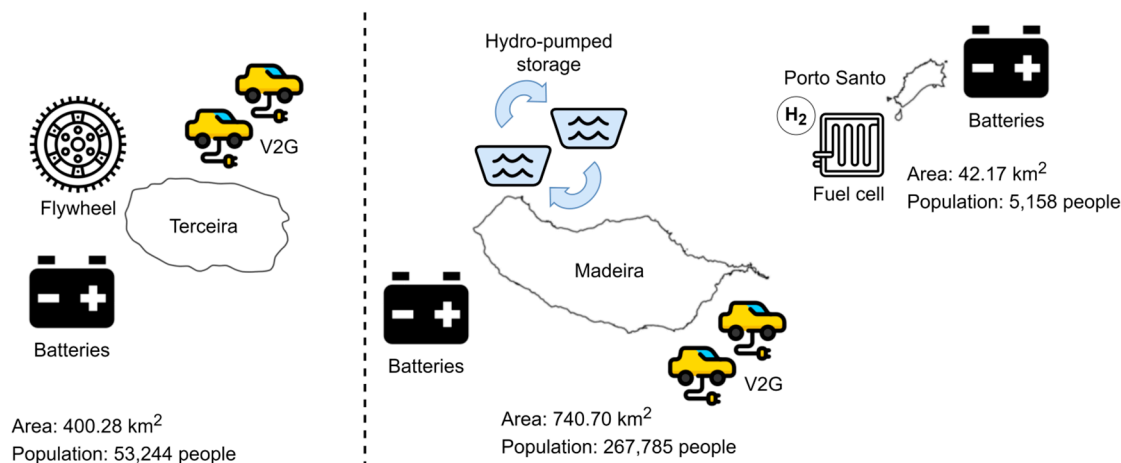 V2G
Flywheel
Terceira
Batteries
Area: 400.28 km²
Population: 53,244 people
Hydro-pumped
storage
Madeira
Batteries
V2G
Area: 740.70 km²
Population: 267,785 people
Porto Santo
H₂
Fuel cell
Batteries
Area: 42.17 km²
Population: 5,158 people